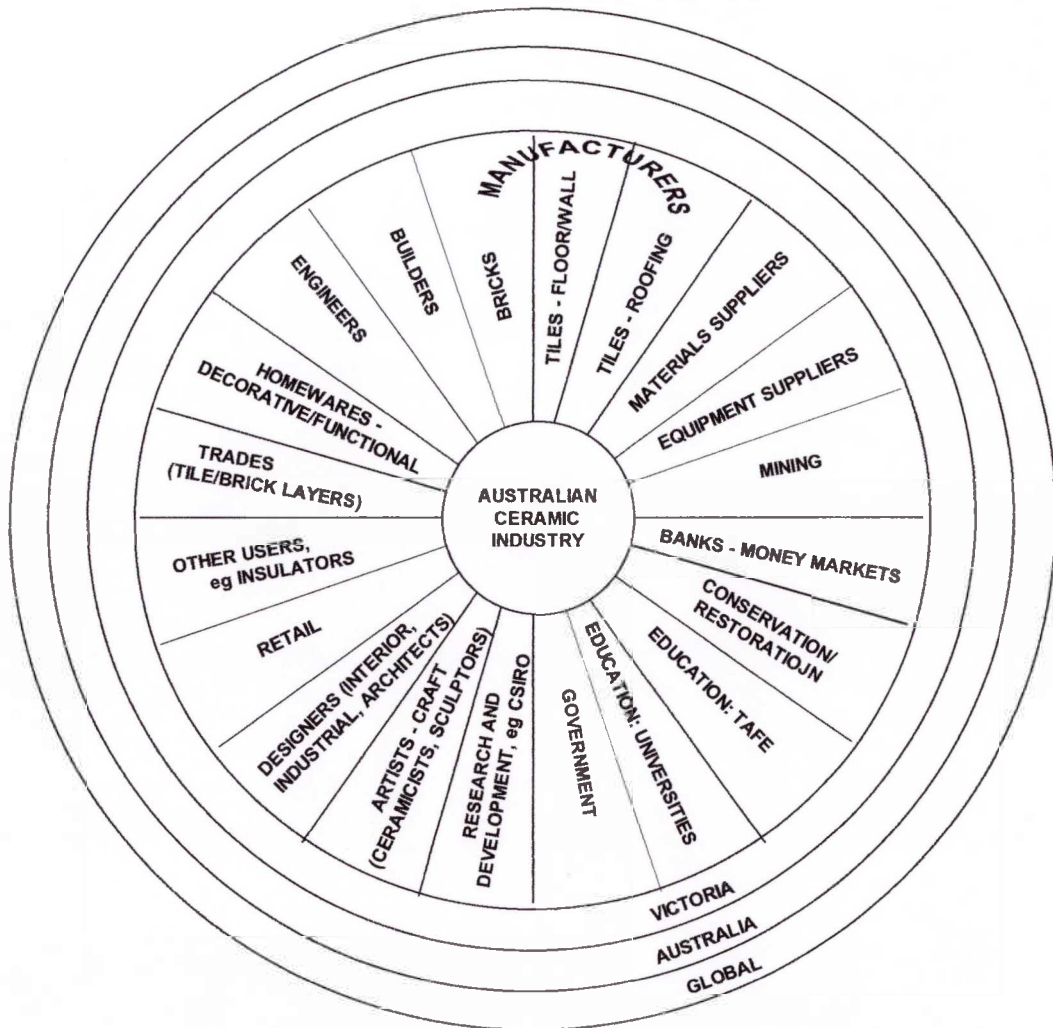 MANUFACTURERS
BRICKS
TILES - FLOOR/WALL
TILES - ROOFING
MATERIALS SUPPLIERS
EQUIPMENT SUPPLIERS
MINING
BANKS - MONEY MARKETS
CONSERVATION/
RESTORATIOJN
EDUCATION: TAFE
EDUCATION: UNIVERSITIES
GOVERNMENT
RESEARCH AND
DEVELOPMENT, eg CSIRO
ARTISTS - CRAFT
(CERAMICISTS, SCULPTORS)
DESIGNERS (INTERIOR,
INDUSTRIAL, ARCHITECTS)
RETAIL
OTHER USERS,
eg INSULATORS
TRADES
(TILE/BRICK LAYERS)
HOMEWARES -
DECORATIVE/FUNCTIONAL
ENGINEERS
BUILDERS
AUSTRALIAN
CERAMIC
INDUSTRY
VICTORIA
AUSTRALIA
GLOBAL